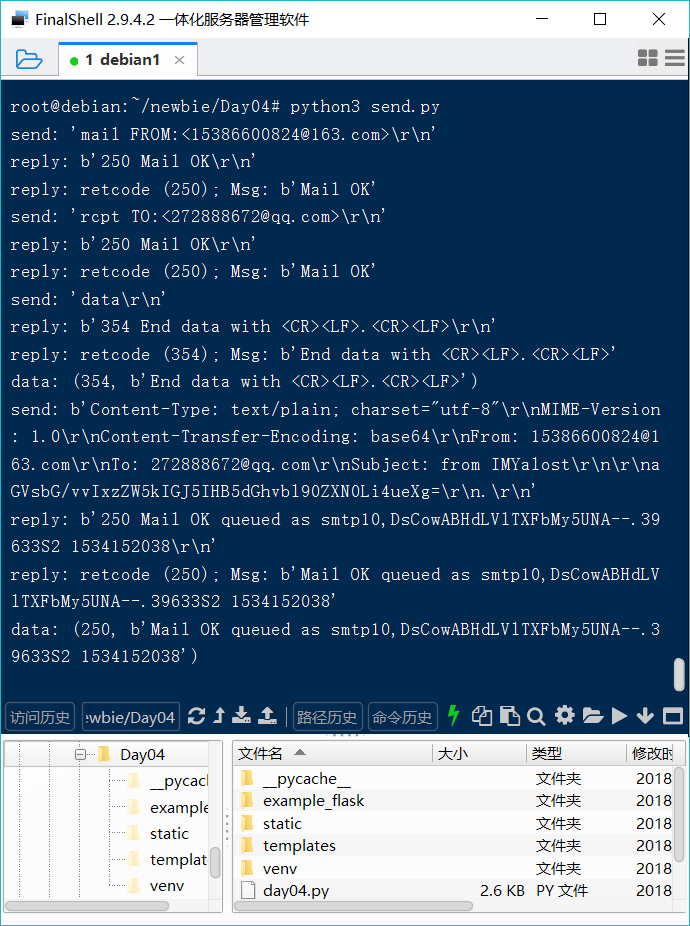 FinalShell 2.9.4.2 一体化服务器管理软件
1 debian1
root@debian:~/newbie/Day04# python3 send.py
send: 'mail FROM:<15386600824@163.com>\r\n'
reply: b'250 Mail OK\r\n'
reply: retcode (250); Msg: b'Mail OK'
send: 'rcpt TO:<272888672@qq.com>\r\n'
reply: b'250 Mail OK\r\n'
reply: retcode (250); Msg: b'Mail OK'
send: 'data\r\n'
reply: b'354 End data with <CR><LF>.<CR><LF>\r\n'
reply: retcode (354); Msg: b'End data with <CR><LF>.<CR><LF>'
data: (354, b'End data with <CR><LF>.<CR><LF>')
send: b'Content-Type: text/plain; charset="utf-8"\r\nMIME-Version
: 1.0\r\nContent-Transfer-Encoding: base64\r\nFrom: 15386600824@1
63.com\r\nTo: 272888672@qq.com\r\nSubject: from IMYalost\r\n\r\na
GVsbG/vvIxzZW5kIGJ5IHB5dGhvbl90ZXN0Li4ueXg=\r\n.\r\n'
reply: b'250 Mail OK queued as smtp10,DsCowABHdLVlTXFbMy5UNA--.39
633S2 1534152038\r\n'
reply: retcode (250); Msg: b'Mail OK queued as smtp10,DsCowABHdLV
lTXFbMy5UNA--.39633S2 1534152038'
data: (250, b'Mail OK queued as smtp10,DsCowABHdLVlTXFbMy5UNA--.3
9633S2 1534152038')
访问历史 ewbie/Day04 路径历史 命令历史
Day04
__pycach
example
static
templat
venv
文件名 大小 类型 修改时
__pycache__ 文件夹 2018
example_flask 文件夹 2018
static 文件夹 2018
templates 文件夹 2018
venv 文件夹 2018
day04.py 2.6 KB PY 文件 2018